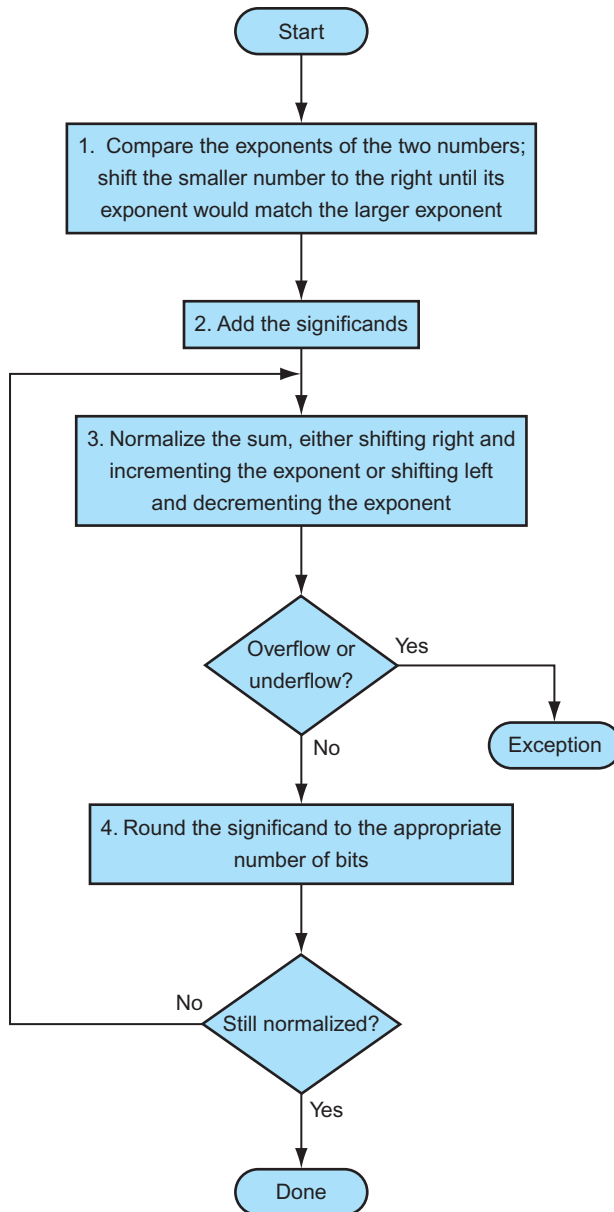 Start
1. Compare the exponents of the two numbers;
shift the smaller number to the right until its
exponent would match the larger exponent
2. Add the significands
3. Normalize the sum, either shifting right and
incrementing the exponent or shifting left
and decrementing the exponent
Overflow or
underflow?
Yes
No
Exception
4. Round the significand to the appropriate
number of bits
No
Still normalized?
Yes
Done